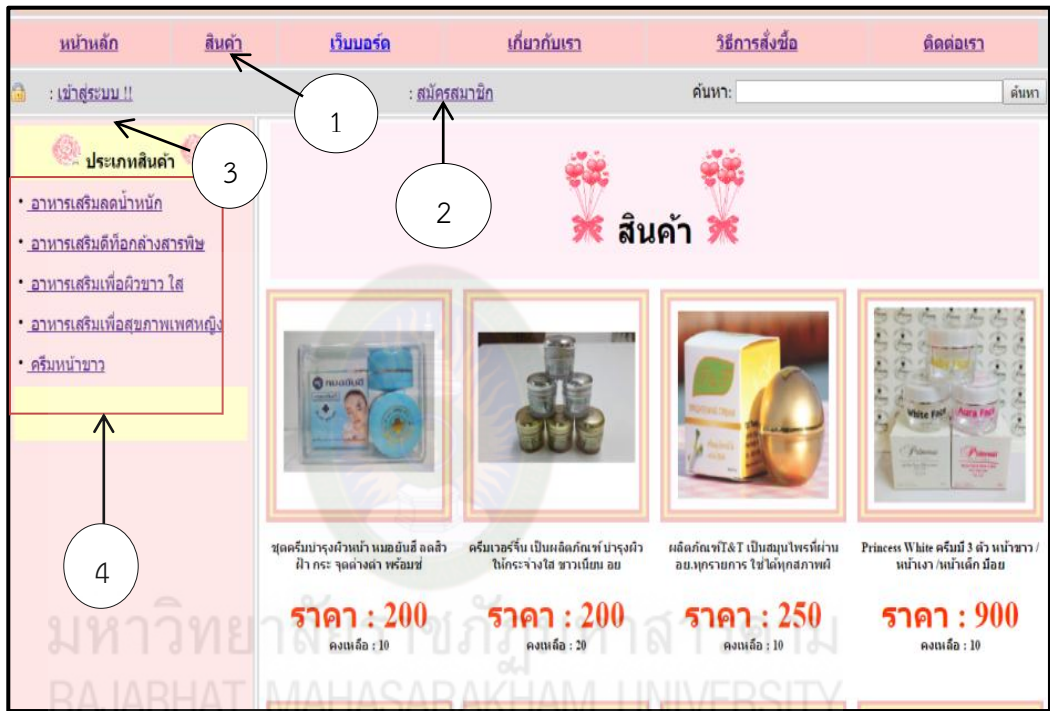 หน้าหลัก สินค้า เว็บบอร์ด เกี่ยวกับเรา วิธีการสั่งซื้อ ติดต่อเรา
: เข้าสู่ระบบ !! : สมัครสมาชิก ค้นหา: ค้นหา
1
2
3
ประเภทสินค้า
• อาหารเสริมลดน้ำหนัก
• อาหารเสริมดีท็อกล้างสารพิษ
• อาหารเสริมเพื่อผิวขาว ใส
• อาหารเสริมเพื่อสุขภาพเพศหญิง
• ครีมหน้าขาว
4
สินค้า
หมอยันฮี
White Face
Aura Face
Princess
ชุดครีมบำรุงผิวหน้า หมอยันฮี ลดสิว
ฝ้า กระ จุดด่างดำ พร้อมช่
ราคา : 200
คงเหลือ : 10
ครีมเวอร์จิ้น เป็นผลิตภัณฑ์ บำรุงผิว
ให้กระจ่างใส ขาวเนียน อย
ราคา : 200
คงเหลือ : 20
ผลิตภัณฑ์T&T เป็นสมุนไพรที่ผ่าน
อย.ทุกรายการ ใช้ได้ทุกสภาพผิ
ราคา : 250
คงเหลือ : 10
Princess White ครีมมี 3 ตัว หน้าขาว /
หน้าเงา /หน้าเด็ก มีอย
ราคา : 900
คงเหลือ : 10
มหาวิทยาลัยราชภัฏมหาสารคาม
RAJABHAT MAHASARAKHAM UNIVERSITY